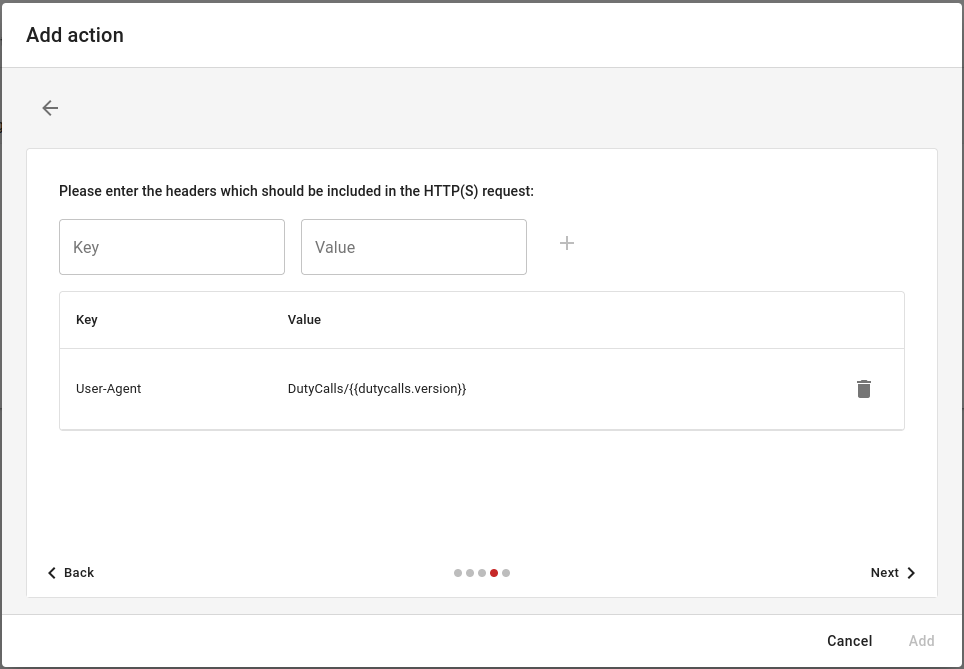 Add action
Please enter the headers which should be included in the HTTP(S) request:
Key Value
Key Value
User-Agent DutyCalls/{{dutycalls.version}}
Back Next
Cancel Add